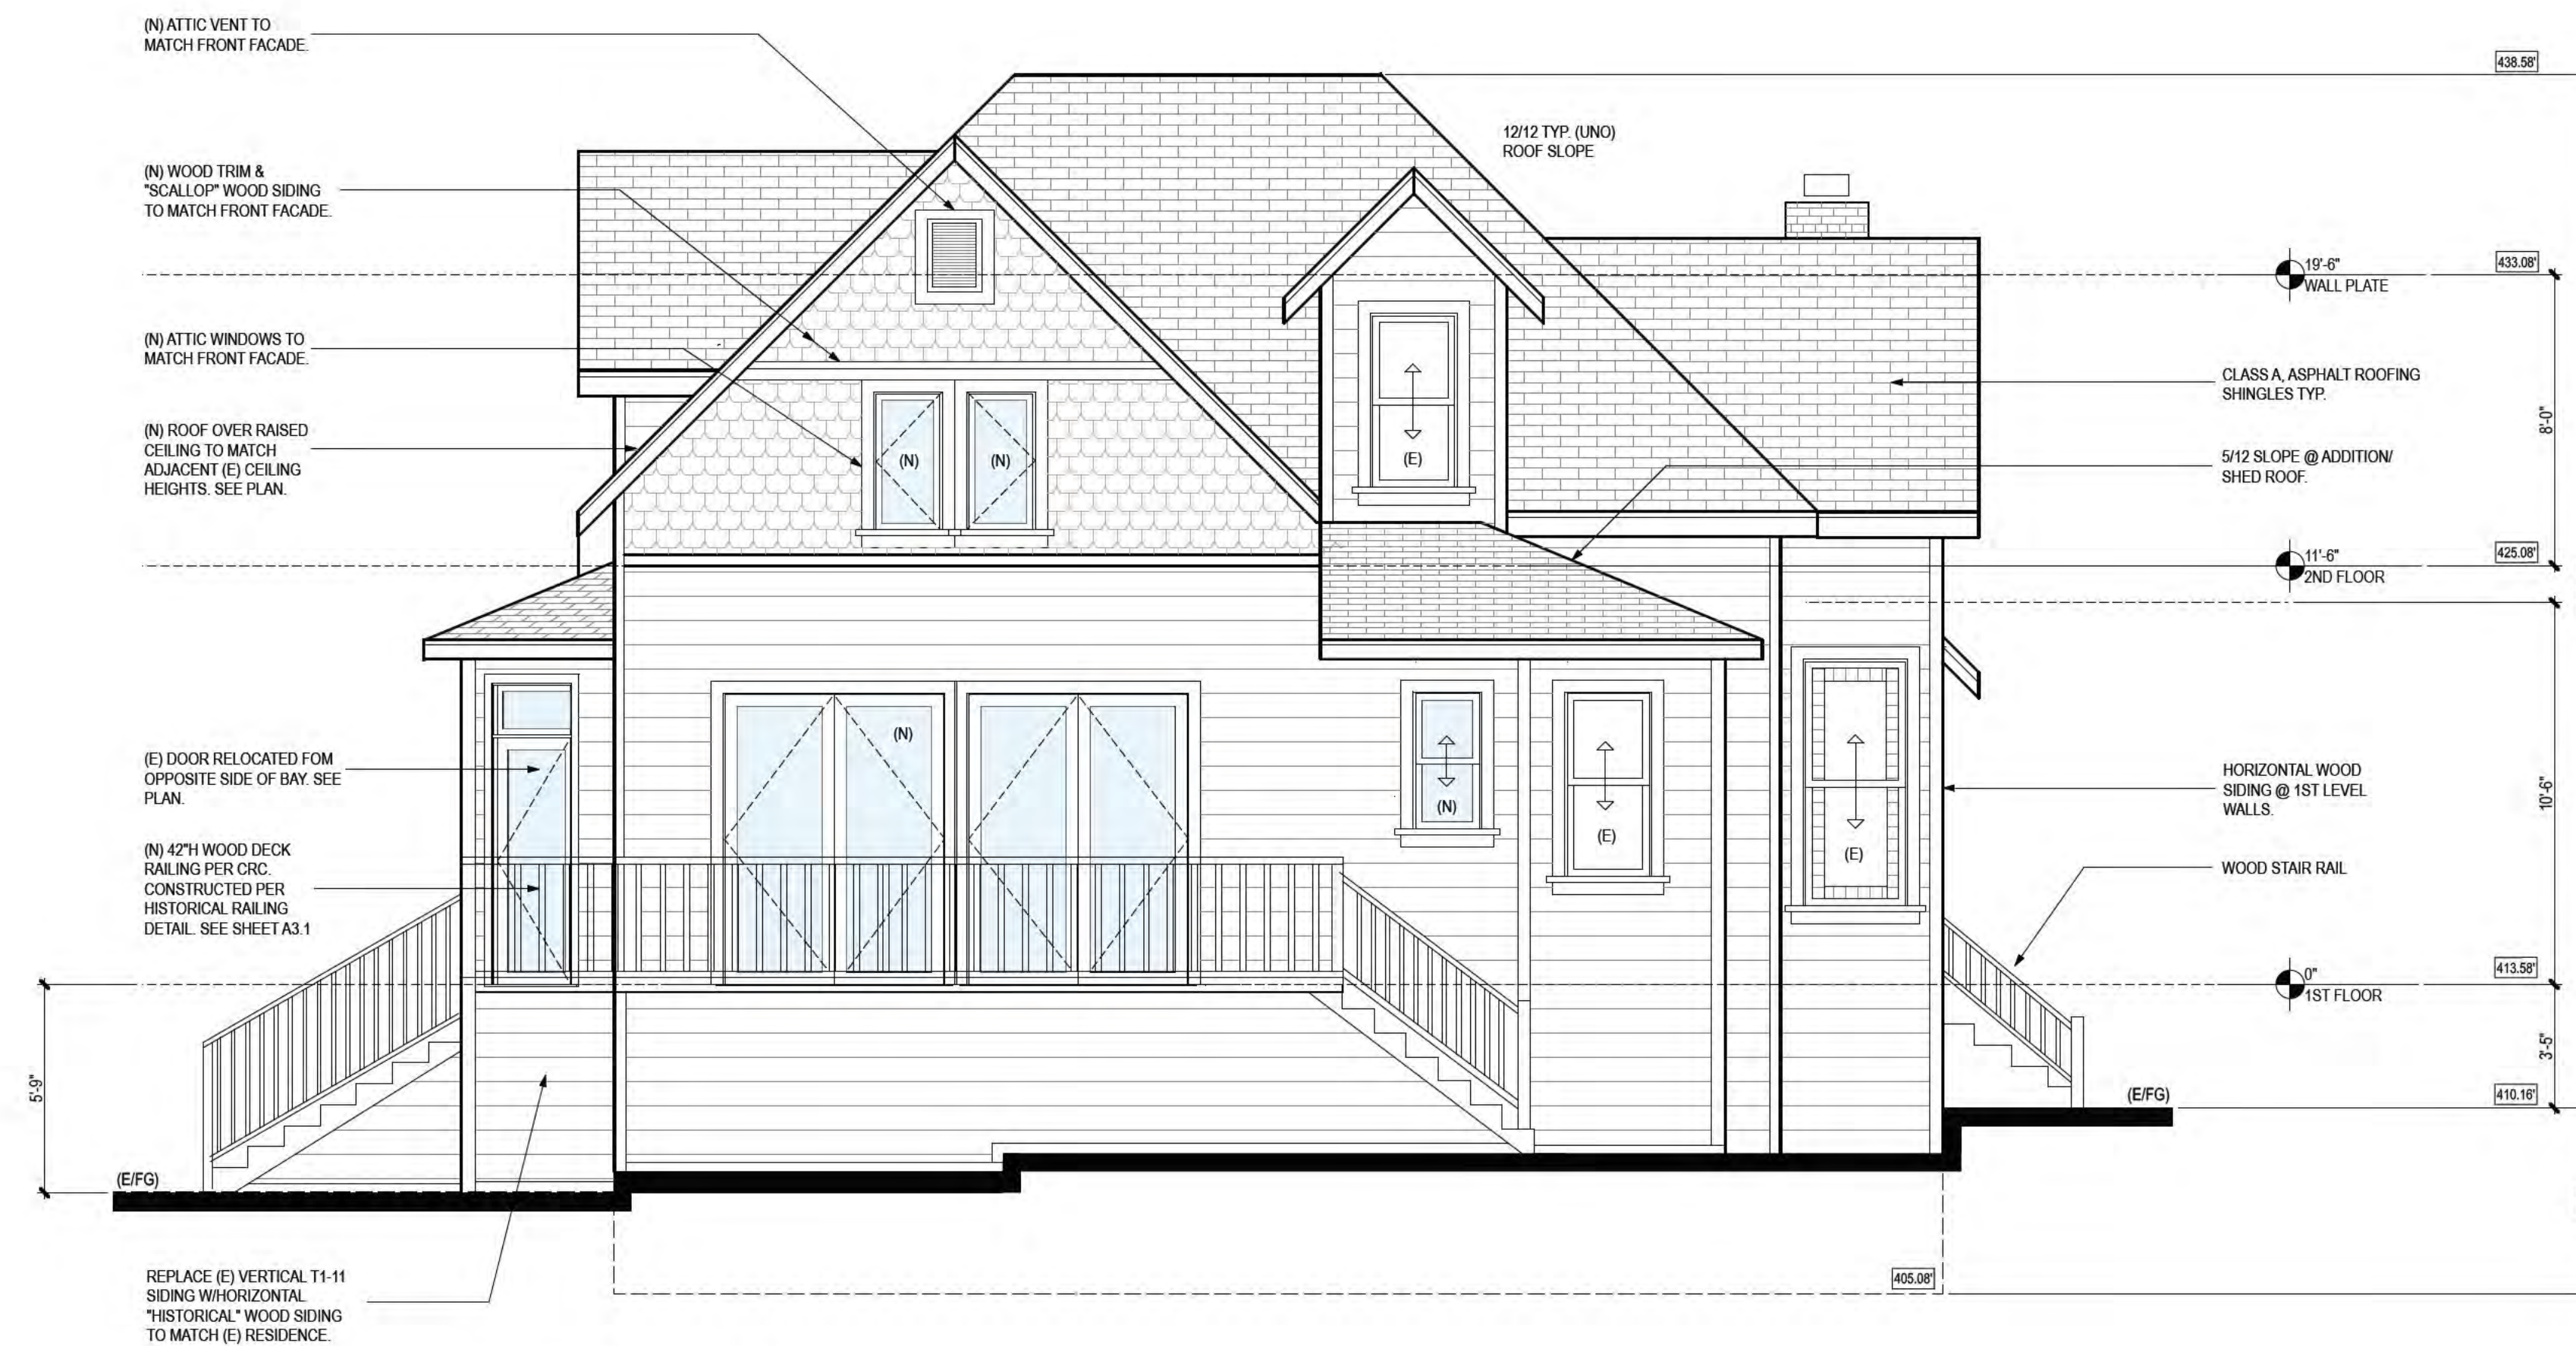 (N) ATTIC VENT TO
MATCH FRONT FACADE.
438.58'
12/12 TYP. (UNO)
ROOF SLOPE
(N) WOOD TRIM &
"SCALLOP" WOOD SIDING
TO MATCH FRONT FACADE.
19'-6"
WALL PLATE
433.08'
(N) ATTIC WINDOWS TO
MATCH FRONT FACADE.
CLASS A, ASPHALT ROOFING
SHINGLES TYP.
8'-0"
(N) ROOF OVER RAISED
CEILING TO MATCH
ADJACENT (E) CEILING
HEIGHTS. SEE PLAN.
(N)
(N)
(E)
5/12 SLOPE @ ADDITION/
SHED ROOF.
11'-6"
2ND FLOOR
425.08'
(E) DOOR RELOCATED FOM
OPPOSITE SIDE OF BAY. SEE
PLAN.
(N)
(N)
(E)
(E)
HORIZONTAL WOOD
SIDING @ 1ST LEVEL
WALLS.
10'-6"
(N) 42"H WOOD DECK
RAILING PER CRC.
CONSTRUCTED PER
HISTORICAL RAILING
DETAIL. SEE SHEET A3.1
WOOD STAIR RAIL
0"
1ST FLOOR
413.58'
5'-9"
3'-5"
(E/FG)
410.16'
(E/FG)
405.08'
REPLACE (E) VERTICAL T1-11
SIDING W/HORIZONTAL
"HISTORICAL" WOOD SIDING
TO MATCH (E) RESIDENCE.